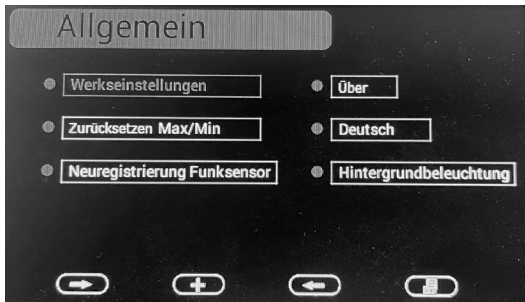 Allgemein
Werkseinstellungen
Über
Zurücksetzen Max/Min
Deutsch
Neuregistrierung Funksensor
Hintergrundbeleuchtung